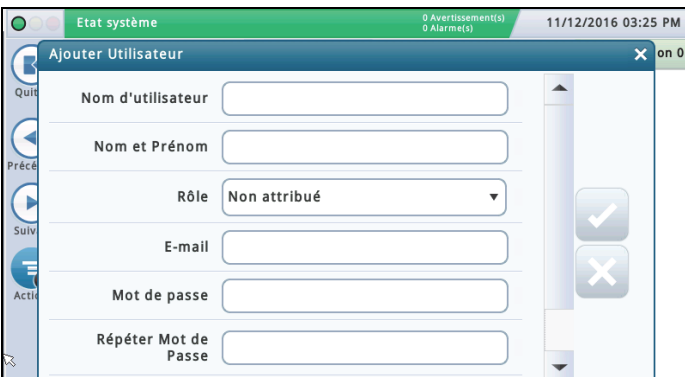 Etat système
0 Avertissement(s)
0 Alarme(s)
11/12/2016 03:25 PM
Ajouter Utilisateur
on 0
Quit
Nom d'utilisateur
Nom et Prénom
Précé
Rôle
Non attribué
Suiv
E-mail
Actio
Mot de passe
Répéter Mot de
Passe